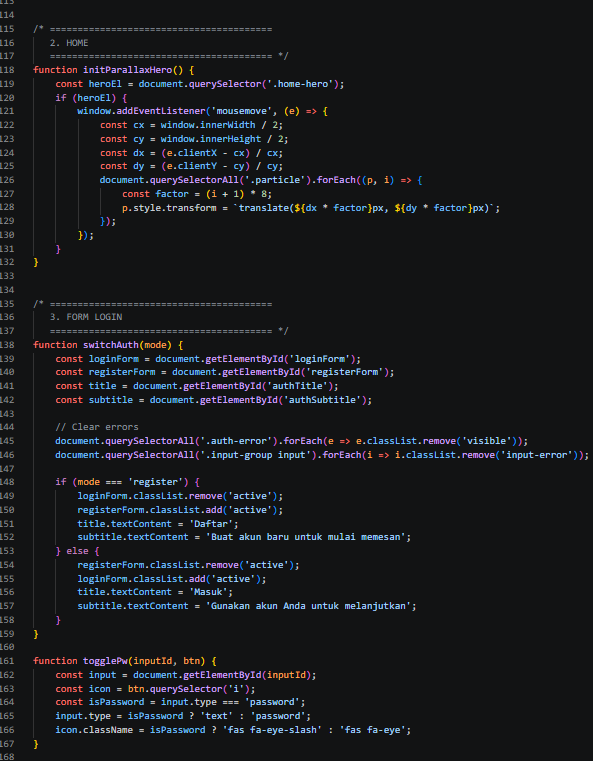 113
114
115 /* ========================================
116    2. HOME
117    ======================================== */
118 function initParallaxHero() {
119     const heroEl = document.querySelector('.home-hero');
120     if (heroEl) {
121         window.addEventListener('mousemove', (e) => {
122             const cx = window.innerWidth / 2;
123             const cy = window.innerHeight / 2;
124             const dx = (e.clientX - cx) / cx;
125             const dy = (e.clientY - cy) / cy;
126             document.querySelectorAll('.particle').forEach((p, i) => {
127                 const factor = (i + 1) * 8;
128                 p.style.transform = `translate(${dx * factor}px, ${dy * factor}px)`;
129             });
130         });
131     }
132 }
133
134
135 /* ========================================
136    3. FORM LOGIN
137    ======================================== */
138 function switchAuth(mode) {
139     const loginForm = document.getElementById('loginForm');
140     const registerForm = document.getElementById('registerForm');
141     const title = document.getElementById('authTitle');
142     const subtitle = document.getElementById('authSubtitle');
143
144     // Clear errors
145     document.querySelectorAll('.auth-error').forEach(e => e.classList.remove('visible'));
146     document.querySelectorAll('.input-group input').forEach(i => i.classList.remove('input-error'));
147
148     if (mode === 'register') {
149         loginForm.classList.remove('active');
150         registerForm.classList.add('active');
151         title.textContent = 'Daftar';
152         subtitle.textContent = 'Buat akun baru untuk mulai memesan';
153     } else {
154         registerForm.classList.remove('active');
155         loginForm.classList.add('active');
156         title.textContent = 'Masuk';
157         subtitle.textContent = 'Gunakan akun Anda untuk melanjutkan';
158     }
159 }
160
161 function togglePw(inputId, btn) {
162     const input = document.getElementById(inputId);
163     const icon = btn.querySelector('i');
164     const isPassword = input.type === 'password';
165     input.type = isPassword ? 'text' : 'password';
166     icon.className = isPassword ? 'fas fa-eye-slash' : 'fas fa-eye';
167 }
168